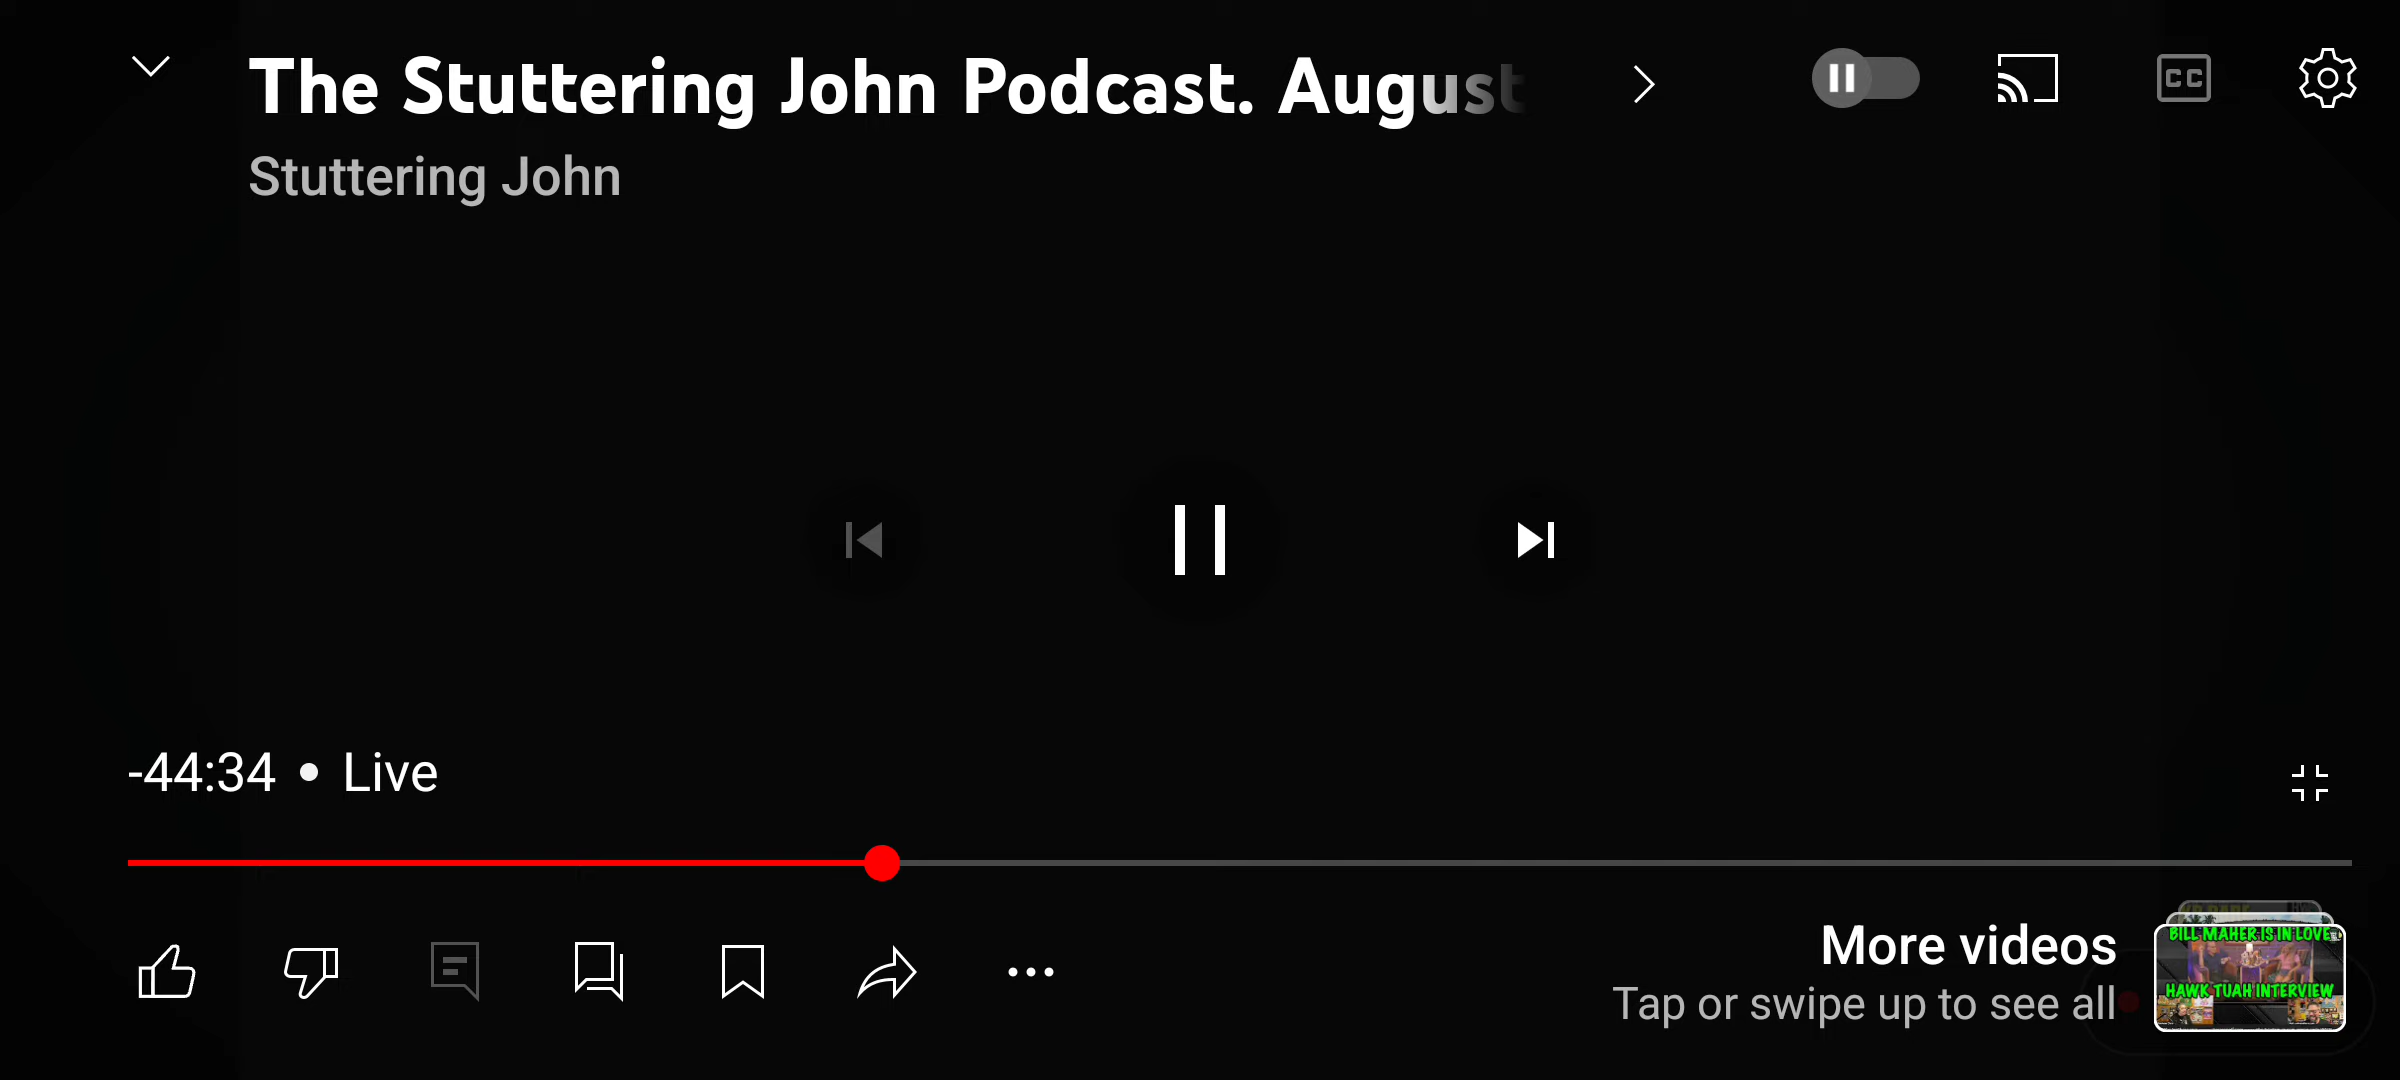 The Stuttering John Podcast. August
Stuttering John
CC
-44:34 • Live
More videos
Tap or swipe up to see all
BILL MAHER IS IN LOVE
HAWK TUAH INTERVIEW